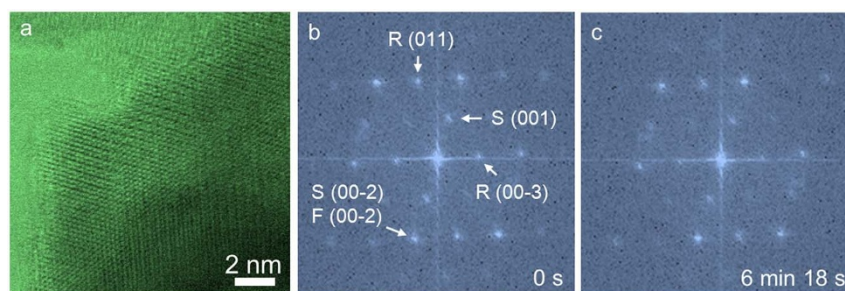 a
2 nm
b
R (011)
S (001)
S (00-2)
F (00-2)
R (00-3)
0 s
c
6 min 18 s